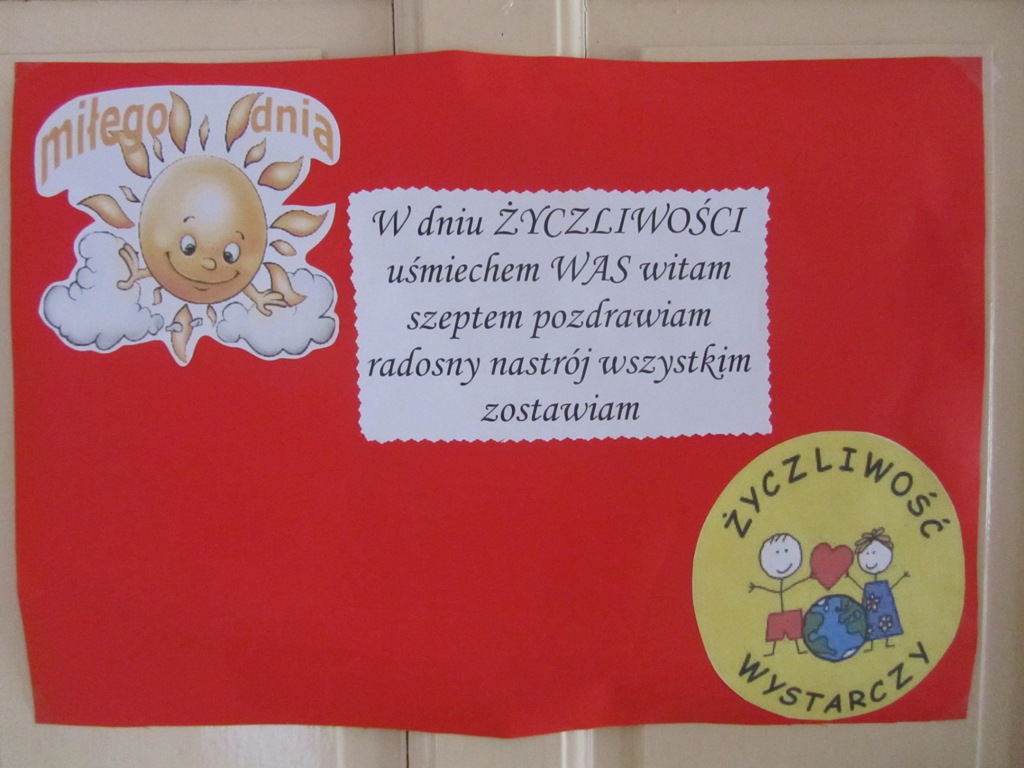 miłego dnia
W dniu ŻYCZLIWOŚCI
uśmiechem WAS witam
szeptem pozdrawiam
radosny nastrój wszystkim
zostawiam
ŻYCZLIWOŚĆ
WYSTARCZY